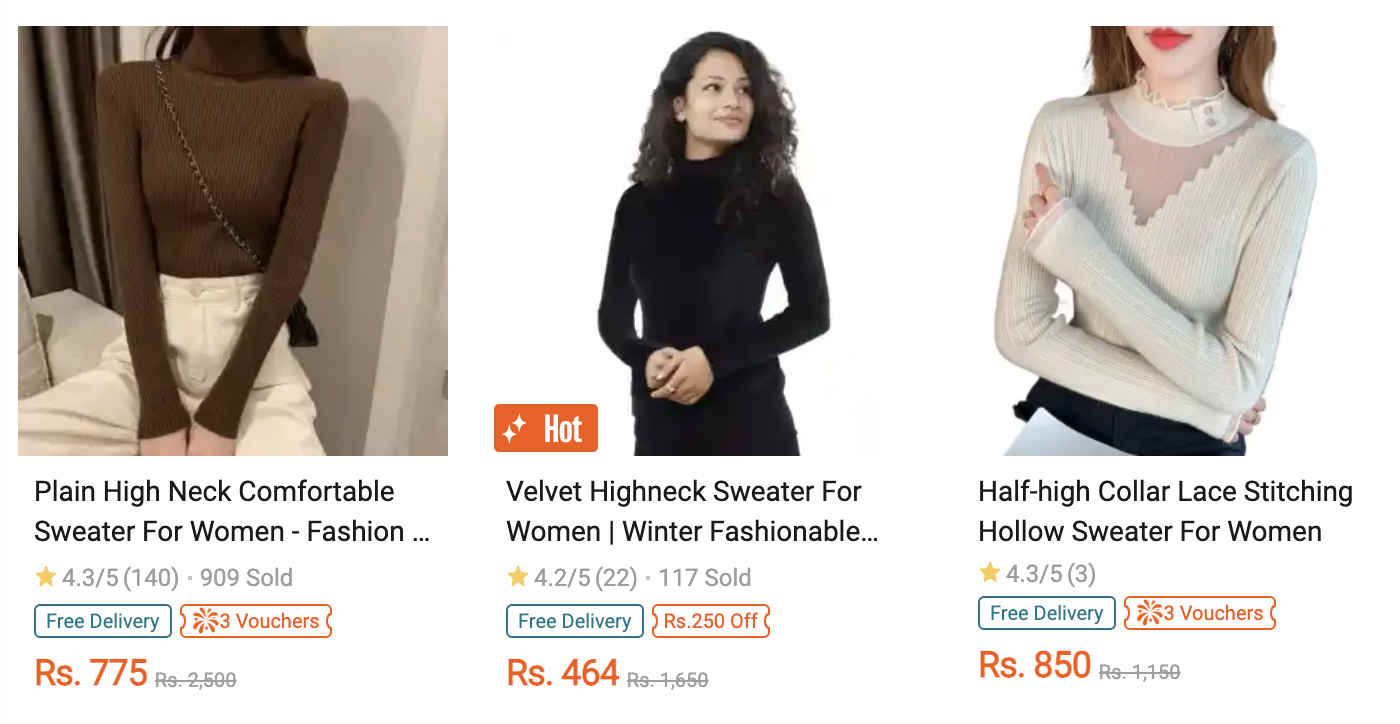 Hot
Plain High Neck Comfortable
Sweater For Women - Fashion ...
4.3/5 (140) · 909 Sold
Free Delivery 3 Vouchers
Rs. 775 Rs. 2,500
Velvet Highneck Sweater For
Women | Winter Fashionable...
4.2/5 (22) · 117 Sold
Free Delivery Rs.250 Off
Rs. 464 Rs. 1,650
Half-high Collar Lace Stitching
Hollow Sweater For Women
4.3/5 (3)
Free Delivery 3 Vouchers
Rs. 850 Rs. 1,150